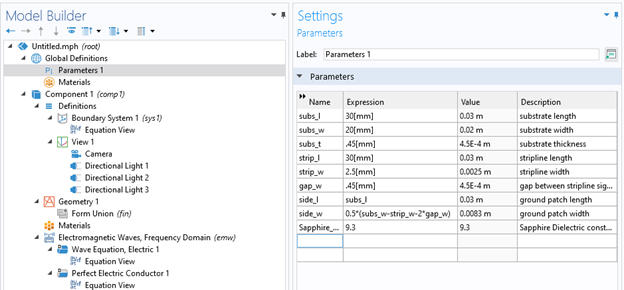 Model Builder
Untitled.mph (root)
Global Definitions
Parameters 1
Materials
Component 1 (comp1)
Definitions
Boundary System 1 (sys1)
Equation View
View 1
Camera
Directional Light 1
Directional Light 2
Directional Light 3
Geometry 1
Form Union (fin)
Materials
Electromagnetic Waves, Frequency Domain (emw)
Wave Equation, Electric 1
Equation View
Perfect Electric Conductor 1
Equation View
Settings
Parameters
Label: Parameters 1
Parameters
Name Expression Value Description
subs_l 30[mm] 0.03 m substrate length
subs_w 20[mm] 0.02 m substrate width
subs_t .45[mm] 4.5E-4 m substrate thickness
strip_l 30[mm] 0.03 m stripline length
strip_w 2.5[mm] 0.0025 m stripline width
gap_w .45[mm] 4.5E-4 m gap between stripline sig...
side_l subs_l 0.03 m ground patch length
side_w 0.5*(subs_w-strip_w-2*gap_w) 0.0083 m ground patch width
Sapphire_... 9.3 9.3 Sapphire Dielectric const...